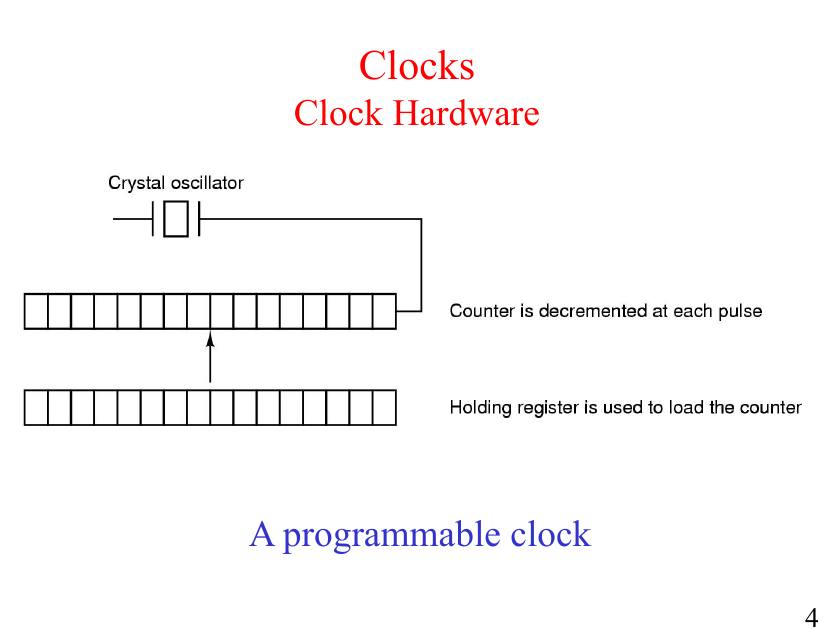 Clocks
Clock Hardware
Crystal oscillator
Counter is decremented at each pulse
Holding register is used to load the counter
A programmable clock
4